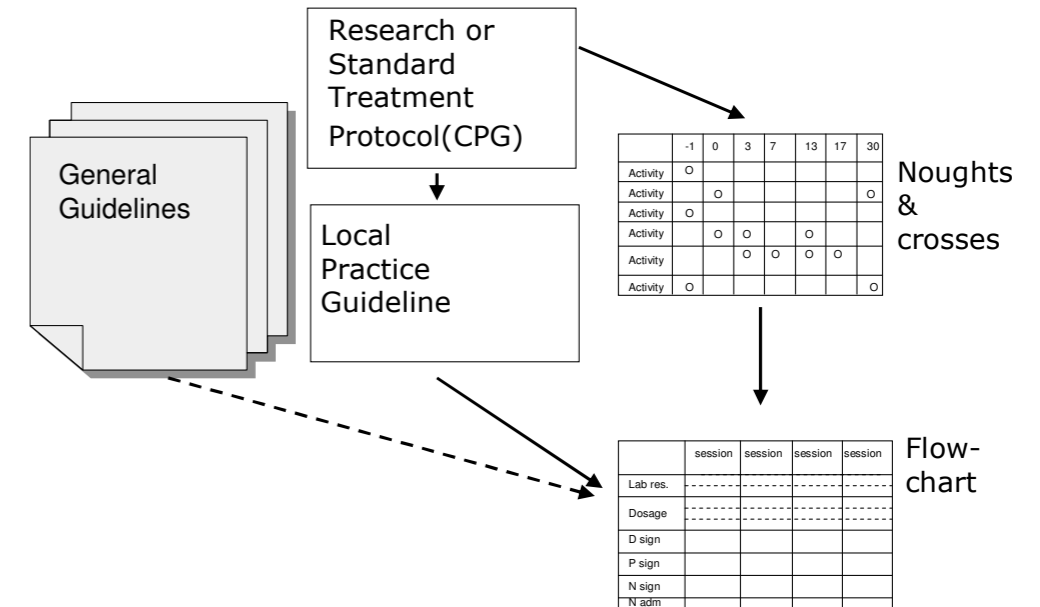 Research or
Standard
Treatment
Protocol(CPG)
General
Guidelines
Local
Practice
Guideline
-1 0 3 7 13 17 30
Activity O
Activity O O
Activity O
Activity O O O
Activity O O O O
Activity O O
Noughts
&
crosses
session session session session
Lab res.
Dosage
D sign
P sign
N sign
N adm
Flow-
chart